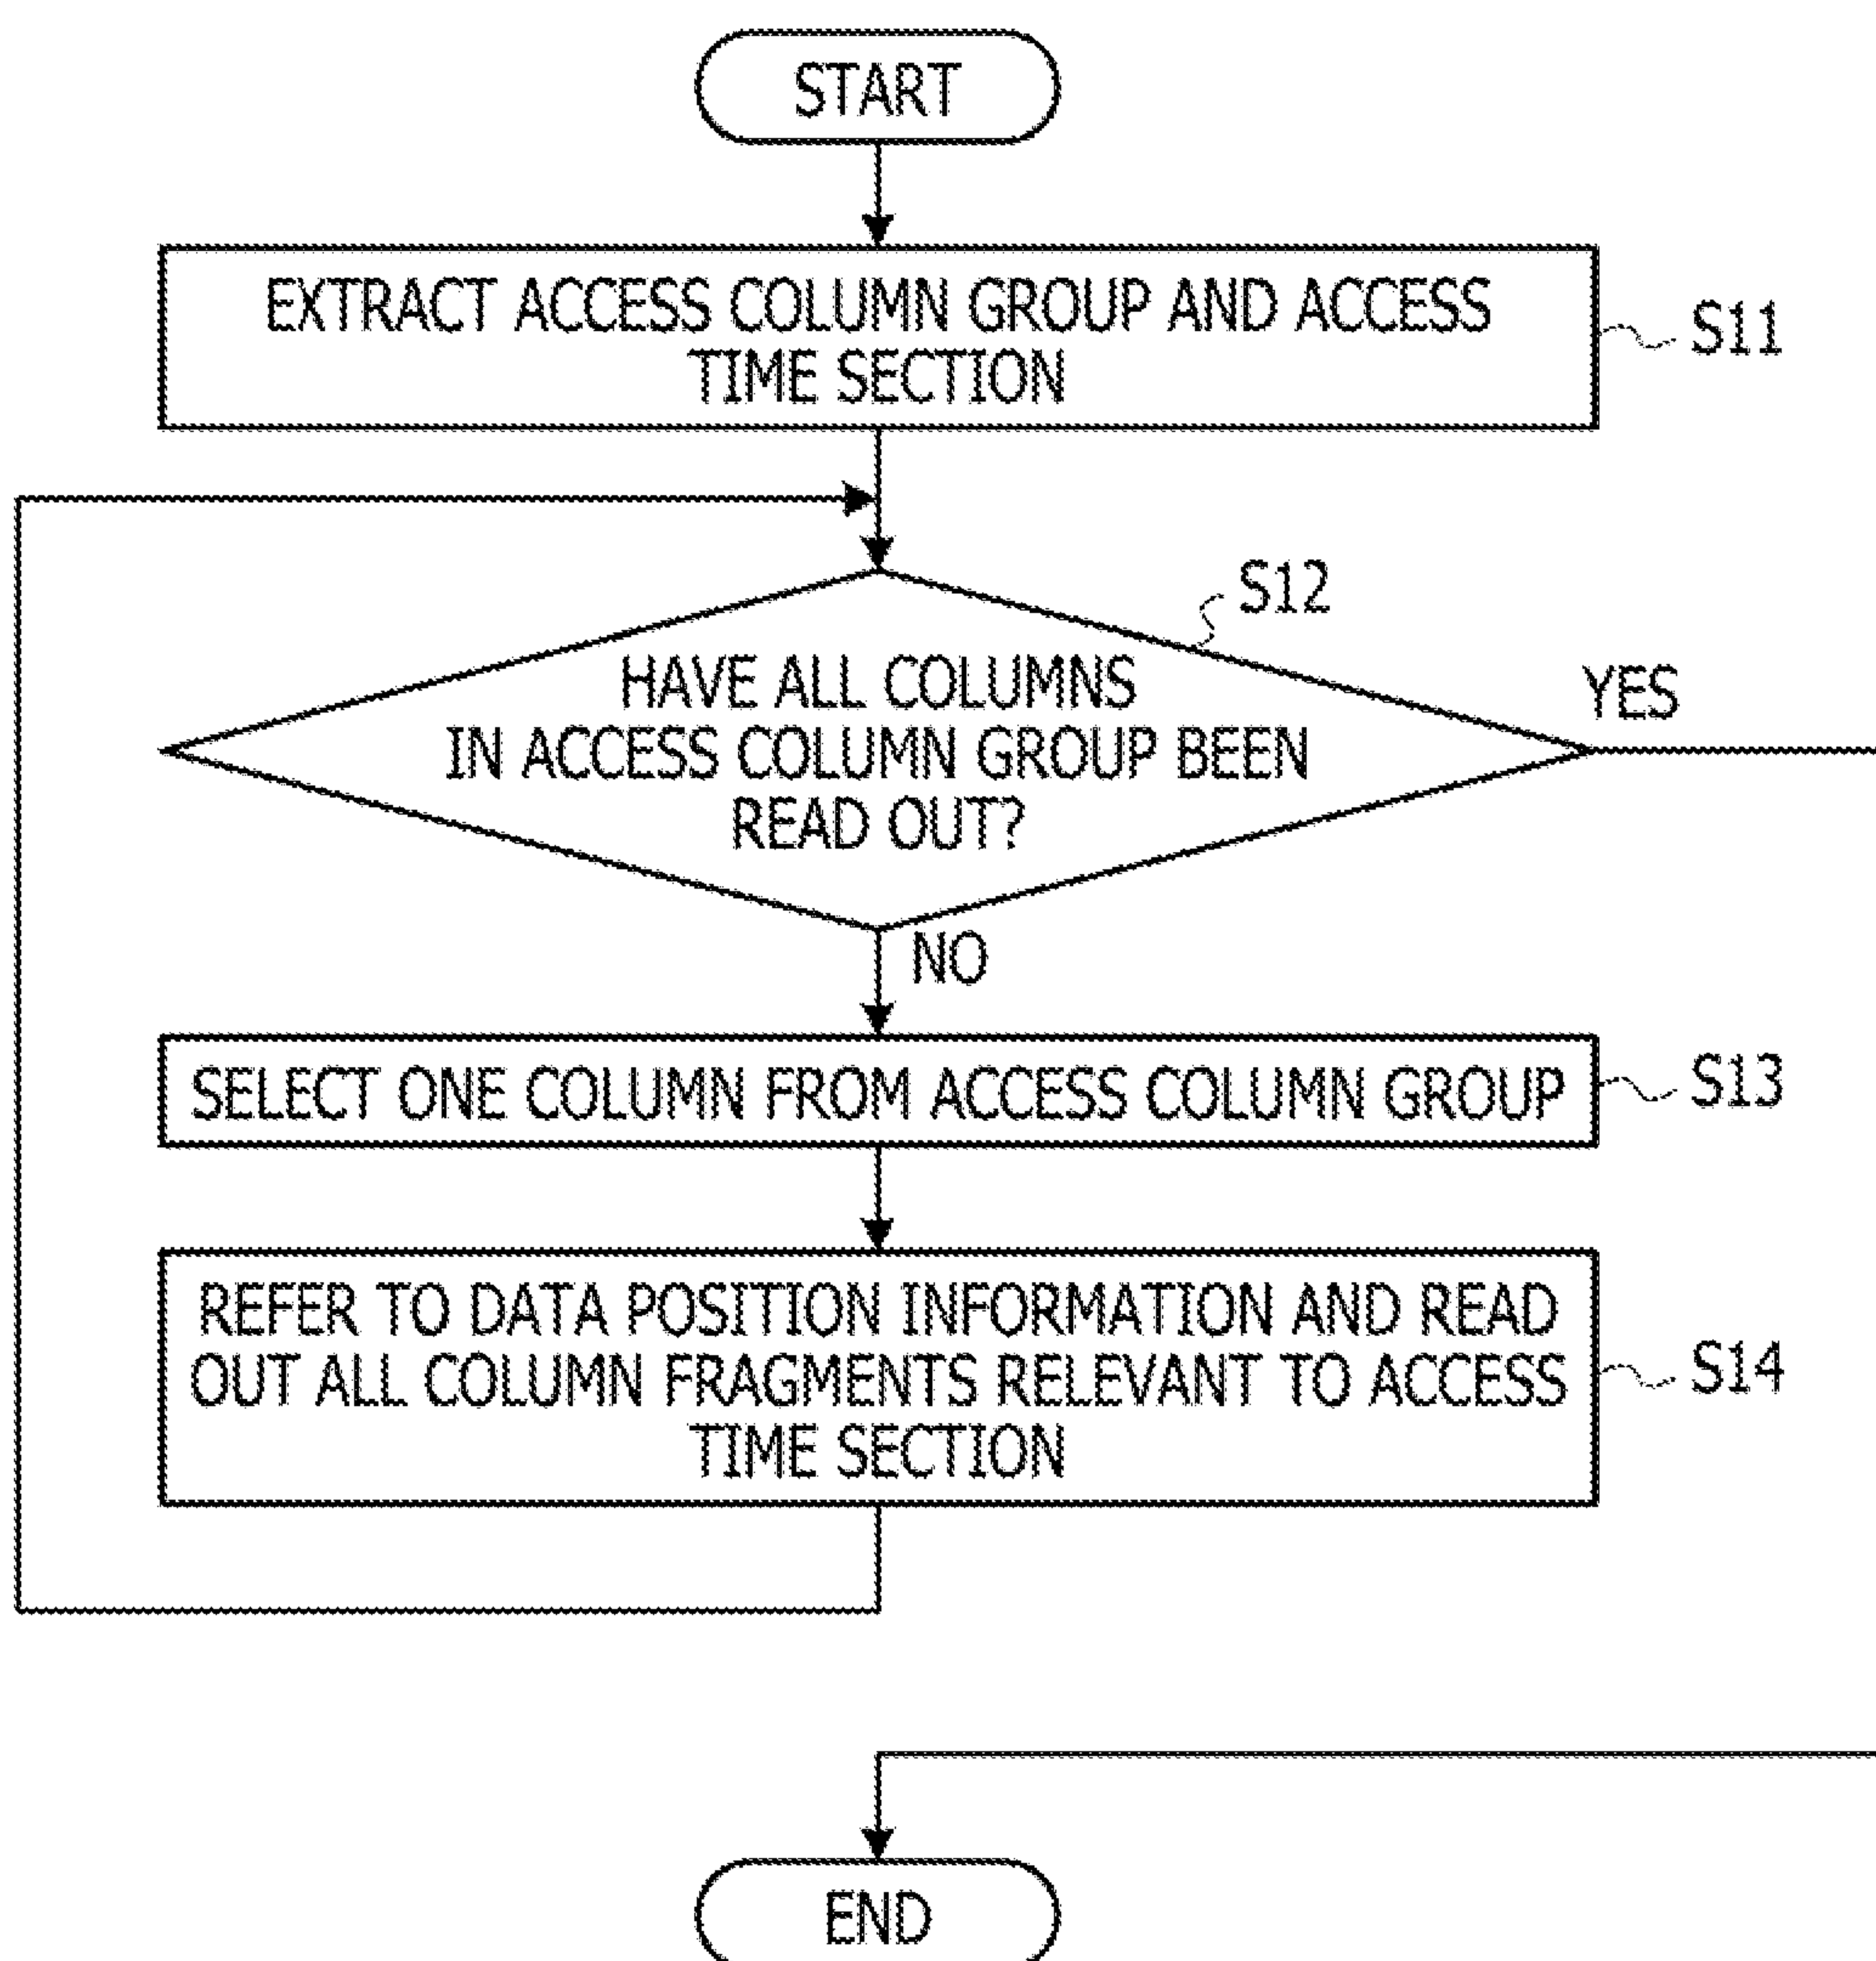 START
EXTRACT ACCESS COLUMN GROUP AND ACCESS
TIME SECTION
S11
S12
HAVE ALL COLUMNS
IN ACCESS COLUMN GROUP BEEN
READ OUT?
YES
NO
SELECT ONE COLUMN FROM ACCESS COLUMN GROUP
S13
REFER TO DATA POSITION INFORMATION AND READ
OUT ALL COLUMN FRAGMENTS RELEVANT TO ACCESS
TIME SECTION
S14
END